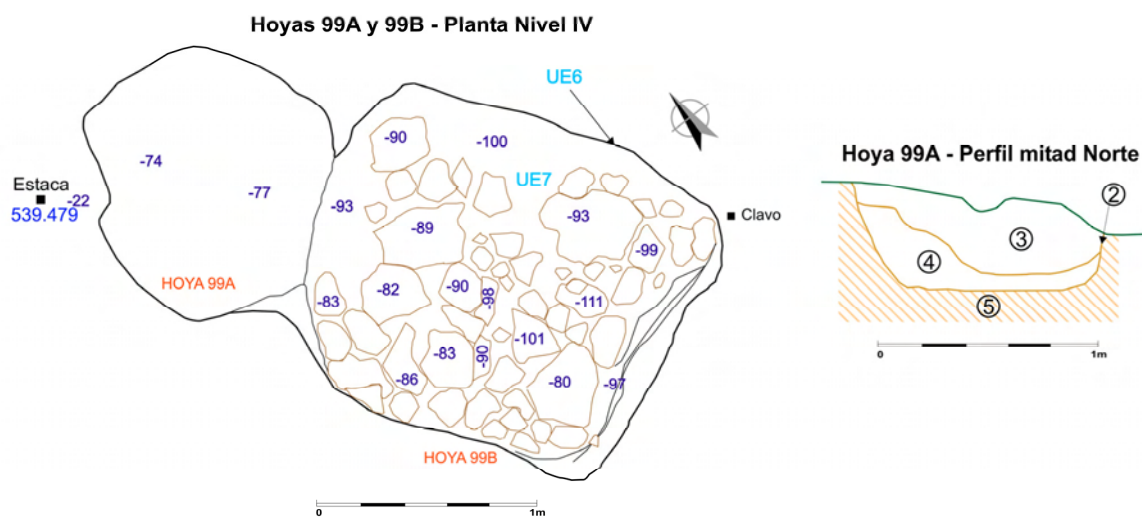 Hoyas 99A y 99B - Planta Nivel IV
UE6
-90
-100
-74
UE7
Estaca
-22
-77
-93
-93
Clavo
539.479
-89
-99
HOYA 99A
-83
-82
-90
-98
-111
-101
-83
-90
-86
-80
-97
HOYA 99B
0
1m
Hoya 99A - Perfil mitad Norte
2
3
4
5
0
1m